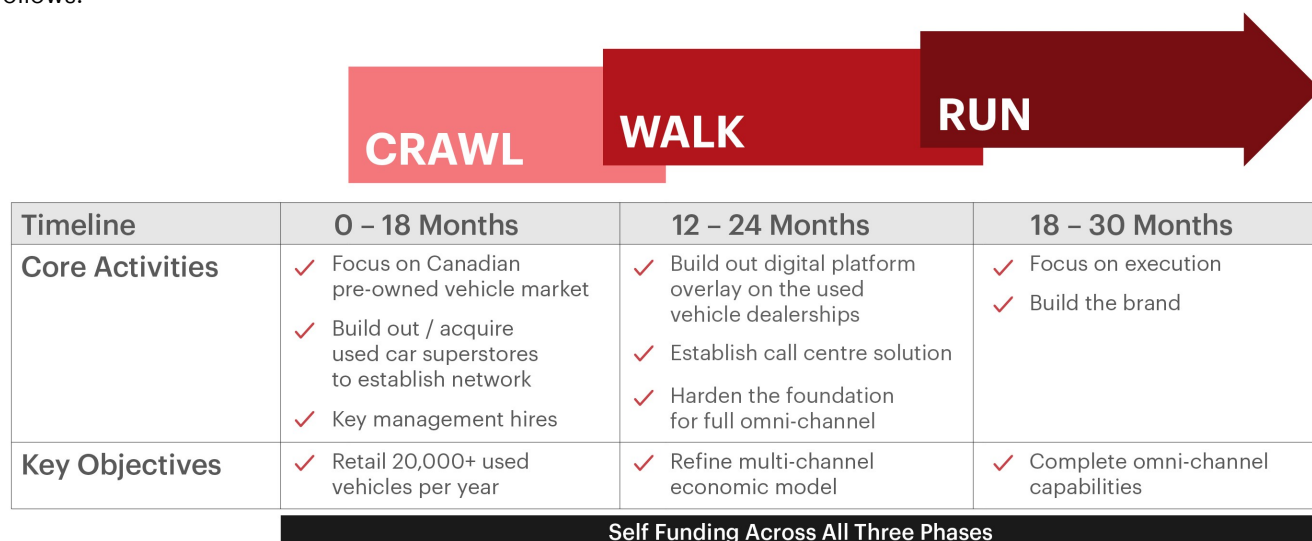 CRAWL
WALK
RUN
Timeline
0 – 18 Months
12 – 24 Months
18 – 30 Months
Core Activities
Focus on Canadian
pre-owned vehicle market
Build out / acquire
used car superstores
to establish network
Key management hires
Build out digital platform
overlay on the used
vehicle dealerships
Establish call centre solution
Harden the foundation
for full omni-channel
Focus on execution
Build the brand
Key Objectives
Retail 20,000+ used
vehicles per year
Refine multi-channel
economic model
Complete omni-channel
capabilities
Self Funding Across All Three Phases